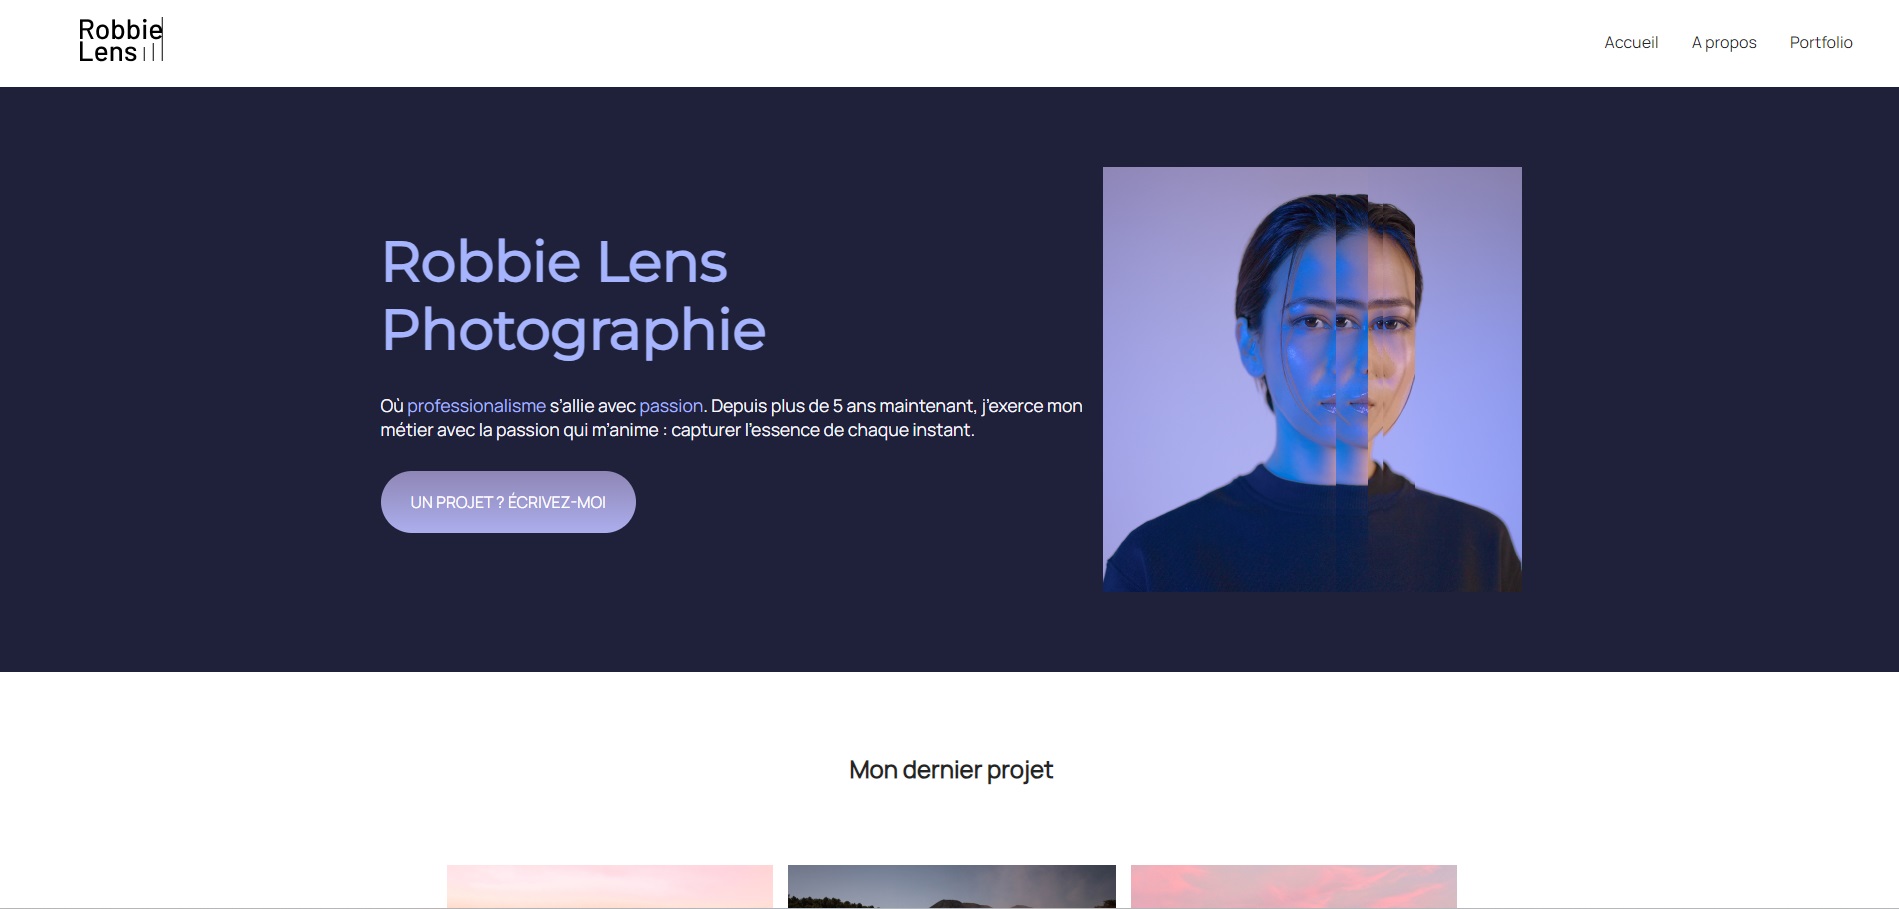 Robbie
Lens
Accueil
A propos
Portfolio
Robbie Lens
Photographie
Où professionalisme s'allie avec passion. Depuis plus de 5 ans maintenant, j'exerce mon
métier avec la passion qui m'anime : capturer l'essence de chaque instant.
UN PROJET ? ÉCRIVEZ-MOI
Mon dernier projet